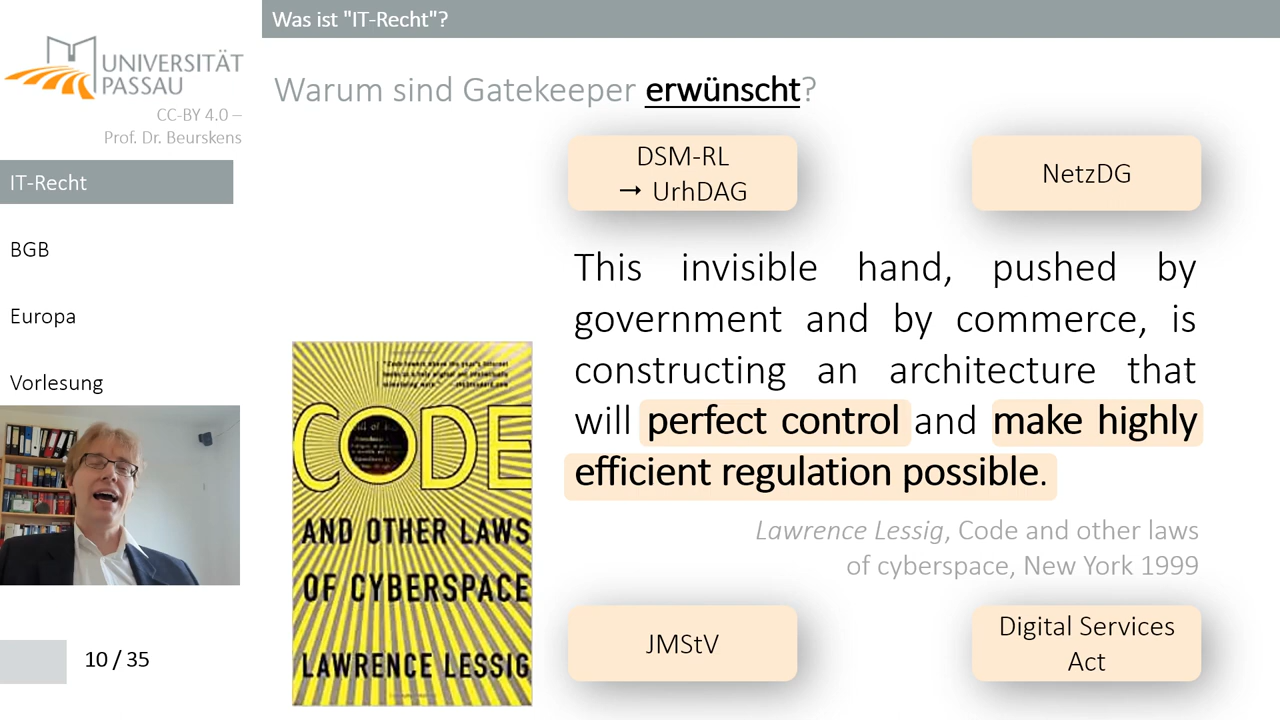 Was ist "IT-Recht"?
UNIVERSITÄT
PASSAU
CC-BY 4.0 –
Prof. Dr. Beurskens
IT-Recht
BGB
Europa
Vorlesung
10 / 35
Warum sind Gatekeeper erwünscht?
DSM-RL
→ UrhDAG
NetzDG
This invisible hand, pushed by
government and by commerce, is
constructing an architecture that
will perfect control and make highly
efficient regulation possible.
Lawrence Lessig, Code and other laws
of cyberspace, New York 1999
CODE
AND OTHER LAWS
OF CYBERSPACE
LAWRENCE LESSIG
JMStV
Digital Services
Act